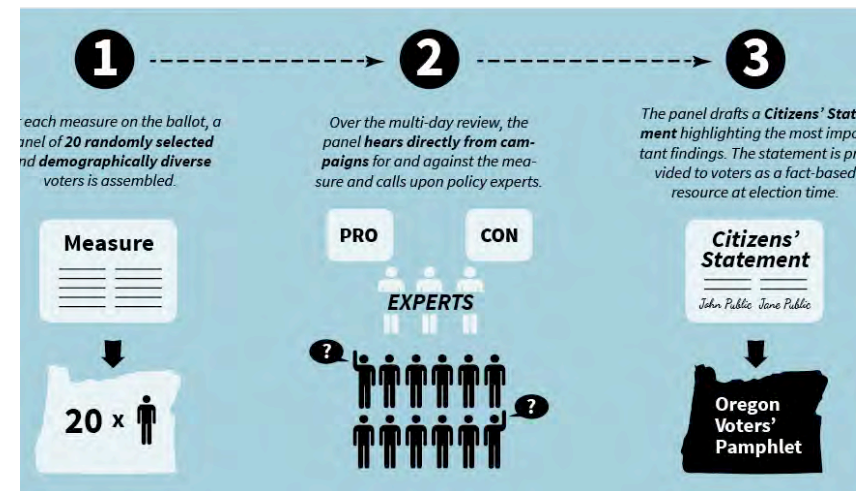 1
2
3
each measure on the ballot, a
anel of 20 randomly selected
nd demographically diverse
voters is assembled.
Over the multi-day review, the
panel hears directly from cam-
paigns for and against the mea-
sure and calls upon policy experts.
The panel drafts a Citizens' Stat
ment highlighting the most impo
tant findings. The statement is pr
vided to voters as a fact-based
resource at election time.
Measure
20 x
PRO
CON
EXPERTS
?
?
Citizens'
Statement
John Public Jane Public
Oregon
Voters'
Pamphlet